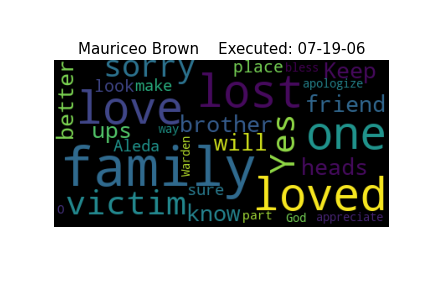 Mauriceo Brown    Executed: 07-19-06
sorry place bless Keep
better look make apologize
love lost friend
ups way brother Yes one
Aleda Warden will
family heads
sure loved
victim know part God appreciate
O